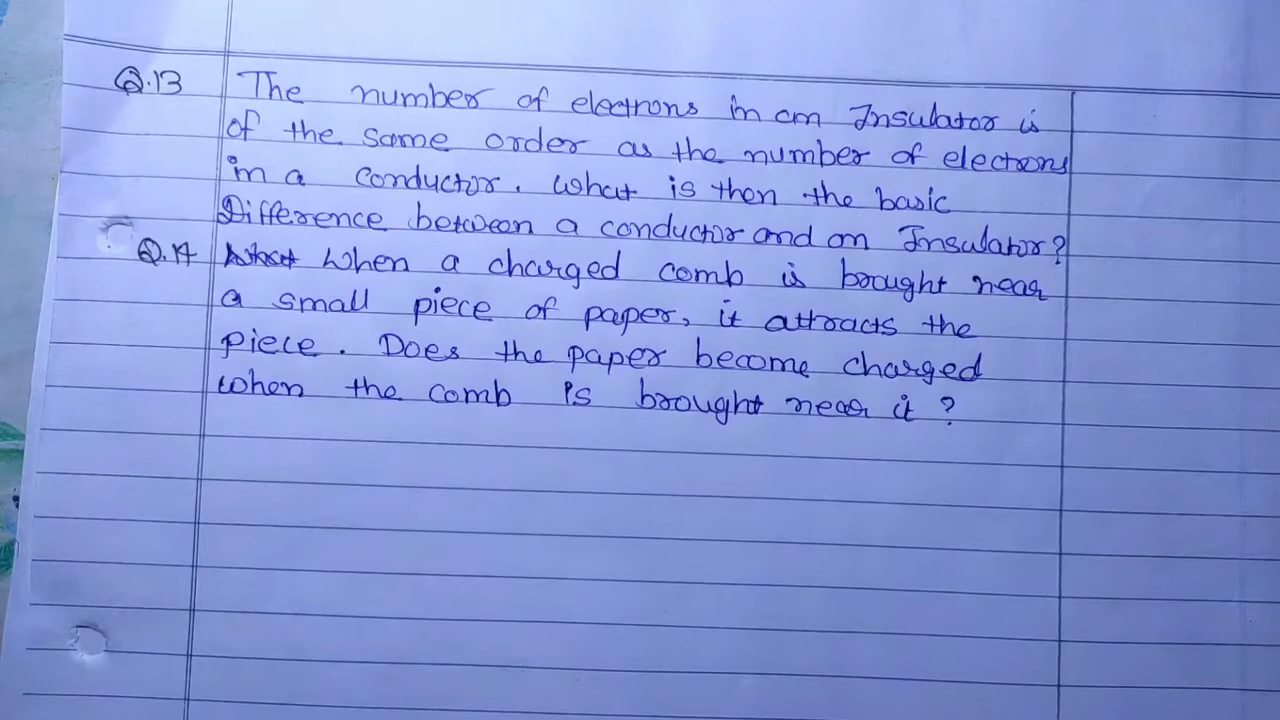 Q.13 The number of electrons in an Insulator is
of the same order as the number of electrons
in a conductor. What is then the basic
Difference between a conductor and an Insulator?
Q.14 When a charged comb is brought near
a small piece of paper, it attracts the
piece. Does the paper become charged
when the comb is brought near it?